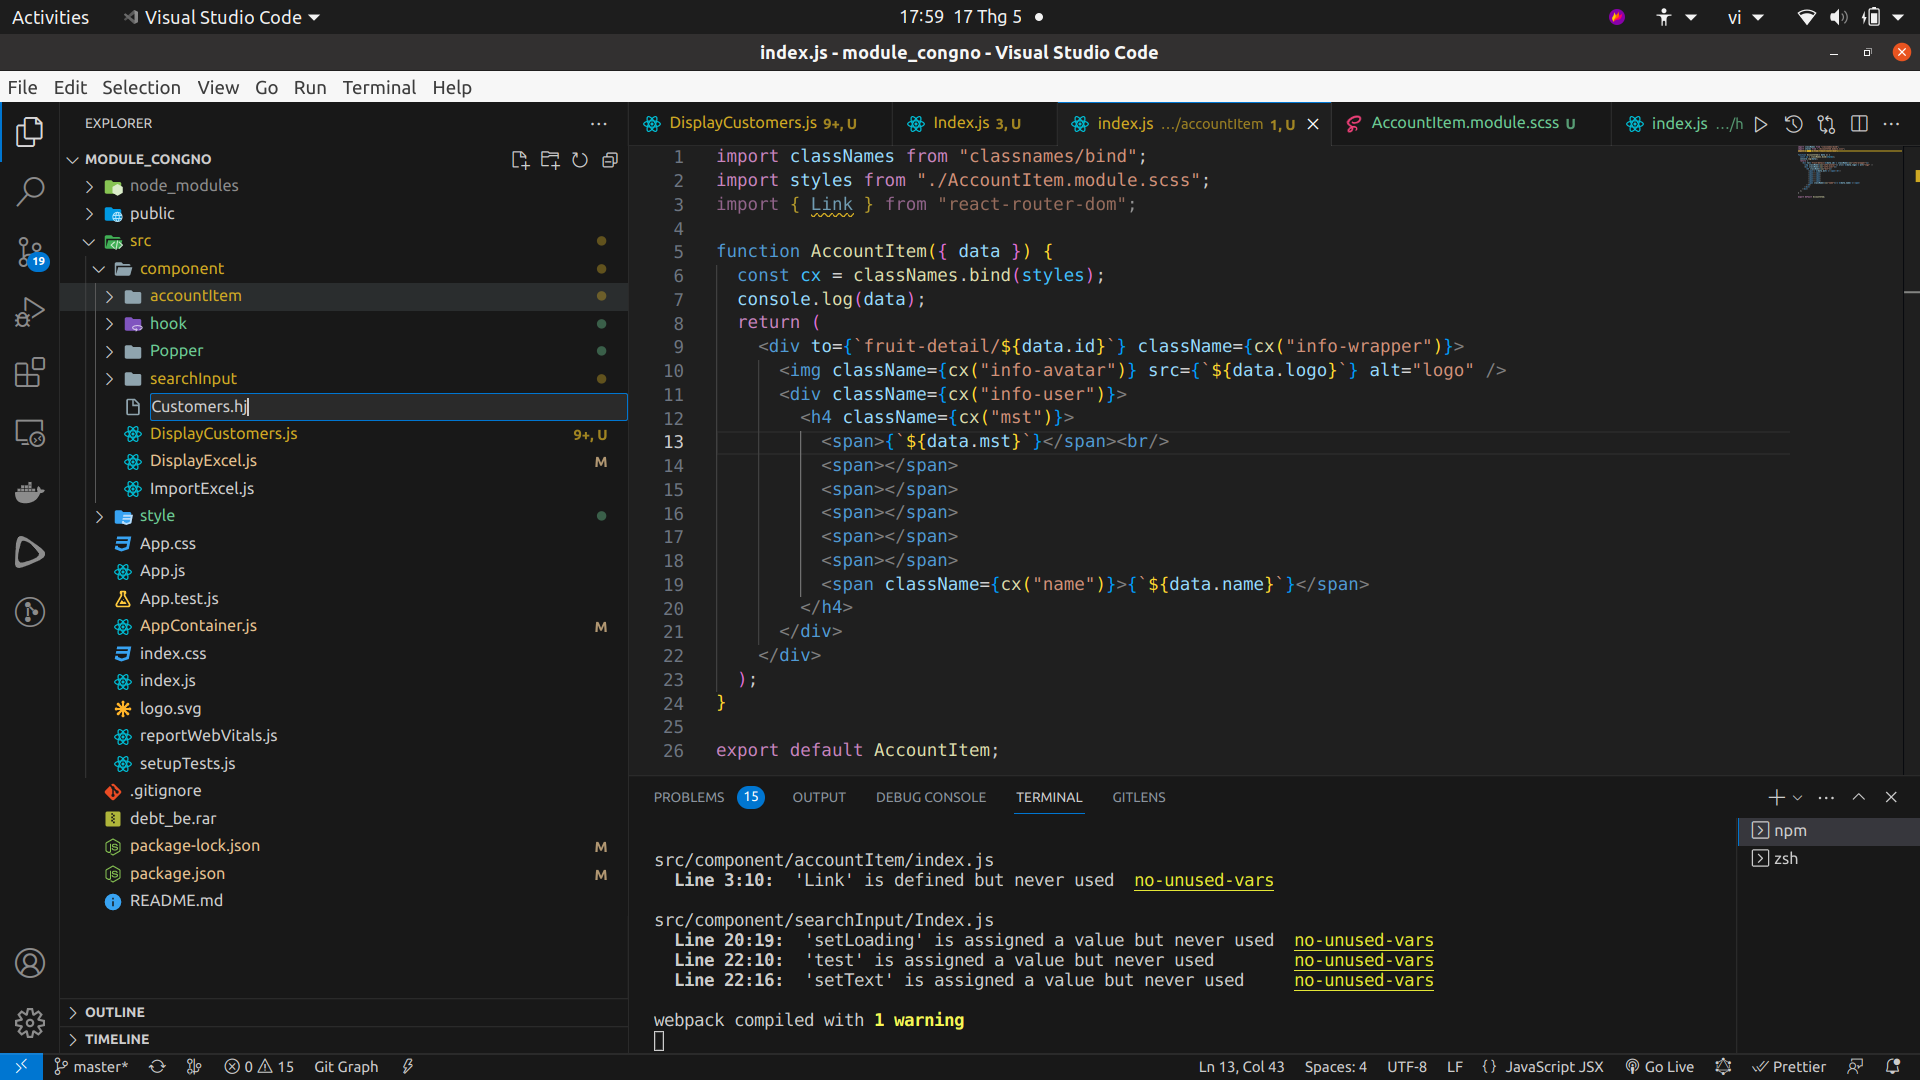 Activities
Visual Studio Code
17:59 17 Thg 5
vi
index.js - module_congno - Visual Studio Code
File Edit Selection View Go Run Terminal Help
EXPLORER
MODULE_CONGNO
node_modules
public
src
component
accountItem
hook
Popper
searchInput
Customers.hj
DisplayCustomers.js 9+, U
DisplayExcel.js M
ImportExcel.js
style
App.css
App.js
App.test.js
AppContainer.js M
index.css
index.js
logo.svg
reportWebVitals.js
setupTests.js
.gitignore
debt_be.rar
package-lock.json M
package.json M
README.md
OUTLINE
TIMELINE
19
DisplayCustomers.js 9+, U
Index.js 3, U
index.js .../accountItem 1, U
AccountItem.module.scss U
index.js .../h
1 import classNames from "classnames/bind";
2 import styles from "./AccountItem.module.scss";
3 import { Link } from "react-router-dom";
4
5 function AccountItem({ data }) {
6 const cx = classNames.bind(styles);
7 console.log(data);
8 return (
9 <div to={`fruit-detail/${data.id}`} className={cx("info-wrapper")}>
10 <img className={cx("info-avatar")} src={`${data.logo}`} alt="logo" />
11 <div className={cx("info-user")}>
12 <h4 className={cx("mst")}>
13 <span>{`${data.mst}`}</span><br/>
14 <span></span>
15 <span></span>
16 <span></span>
17 <span></span>
18 <span></span>
19 <span className={cx("name")}>{`${data.name}`}</span>
20 </h4>
21 </div>
22 </div>
23 );
24 }
25
26 export default AccountItem;
PROBLEMS 15 OUTPUT DEBUG CONSOLE TERMINAL GITLENS
npm
zsh
src/component/accountItem/index.js
Line 3:10: 'Link' is defined but never used no-unused-vars
src/component/searchInput/Index.js
Line 20:19: 'setLoading' is assigned a value but never used no-unused-vars
Line 22:10: 'test' is assigned a value but never used no-unused-vars
Line 22:16: 'setText' is assigned a value but never used no-unused-vars
webpack compiled with 1 warning
master* 0 15 Git Graph
Ln 13, Col 43 Spaces: 4 UTF-8 LF {} JavaScript JSX Go Live Prettier